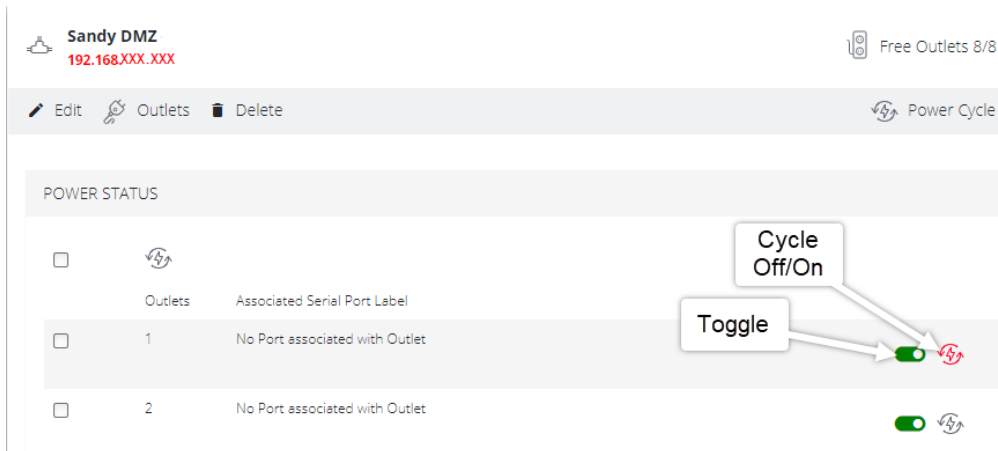 Sandy DMZ
192.168.XXX.XXX
Free Outlets 8/8
Edit Outlets Delete Power Cycle
POWER STATUS
Cycle
Off/On
Outlets Associated Serial Port Label
Toggle
1 No Port associated with Outlet
2 No Port associated with Outlet